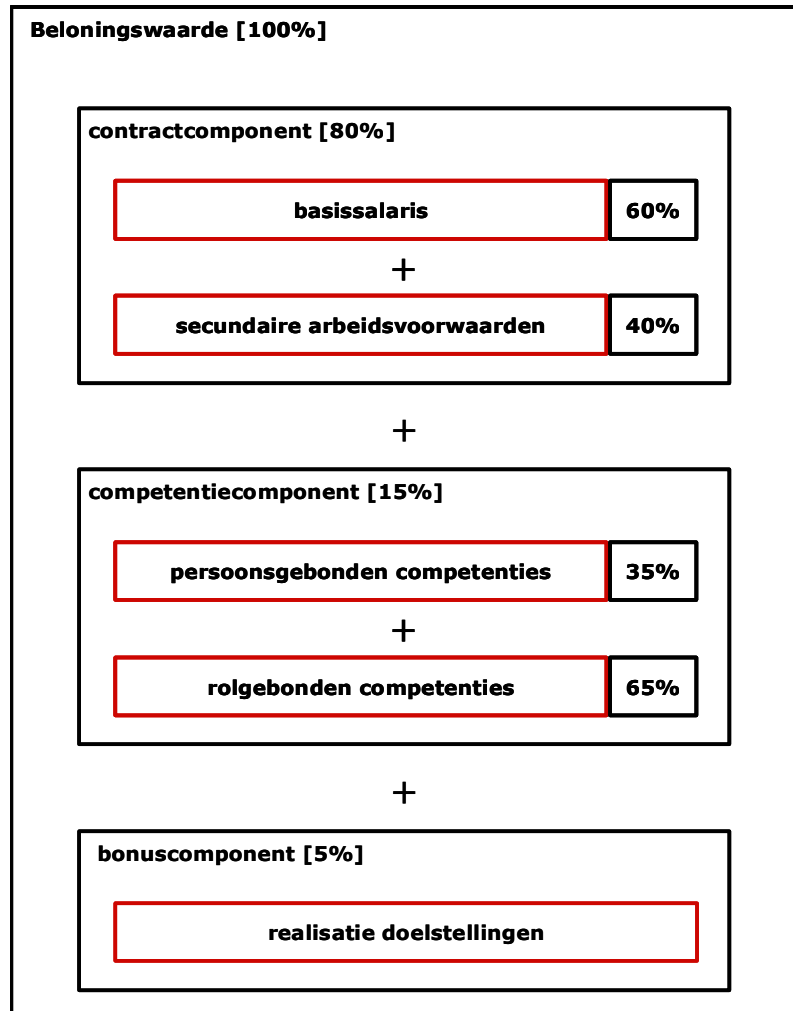 Beloningswaarde [100%]
contractcomponent [80%]
basissalaris 60%
+
secundaire arbeidsvoorwaarden 40%
+
competentiecomponent [15%]
persoonsgebonden competenties 35%
+
rolgebonden competenties 65%
+
bonuscomponent [5%]
realisatie doelstellingen